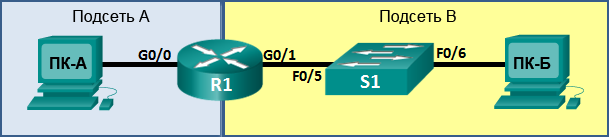 Подсеть A
Подсеть B
ПК-А
G0/0
R1
G0/1
F0/5
S1
F0/6
ПК-Б